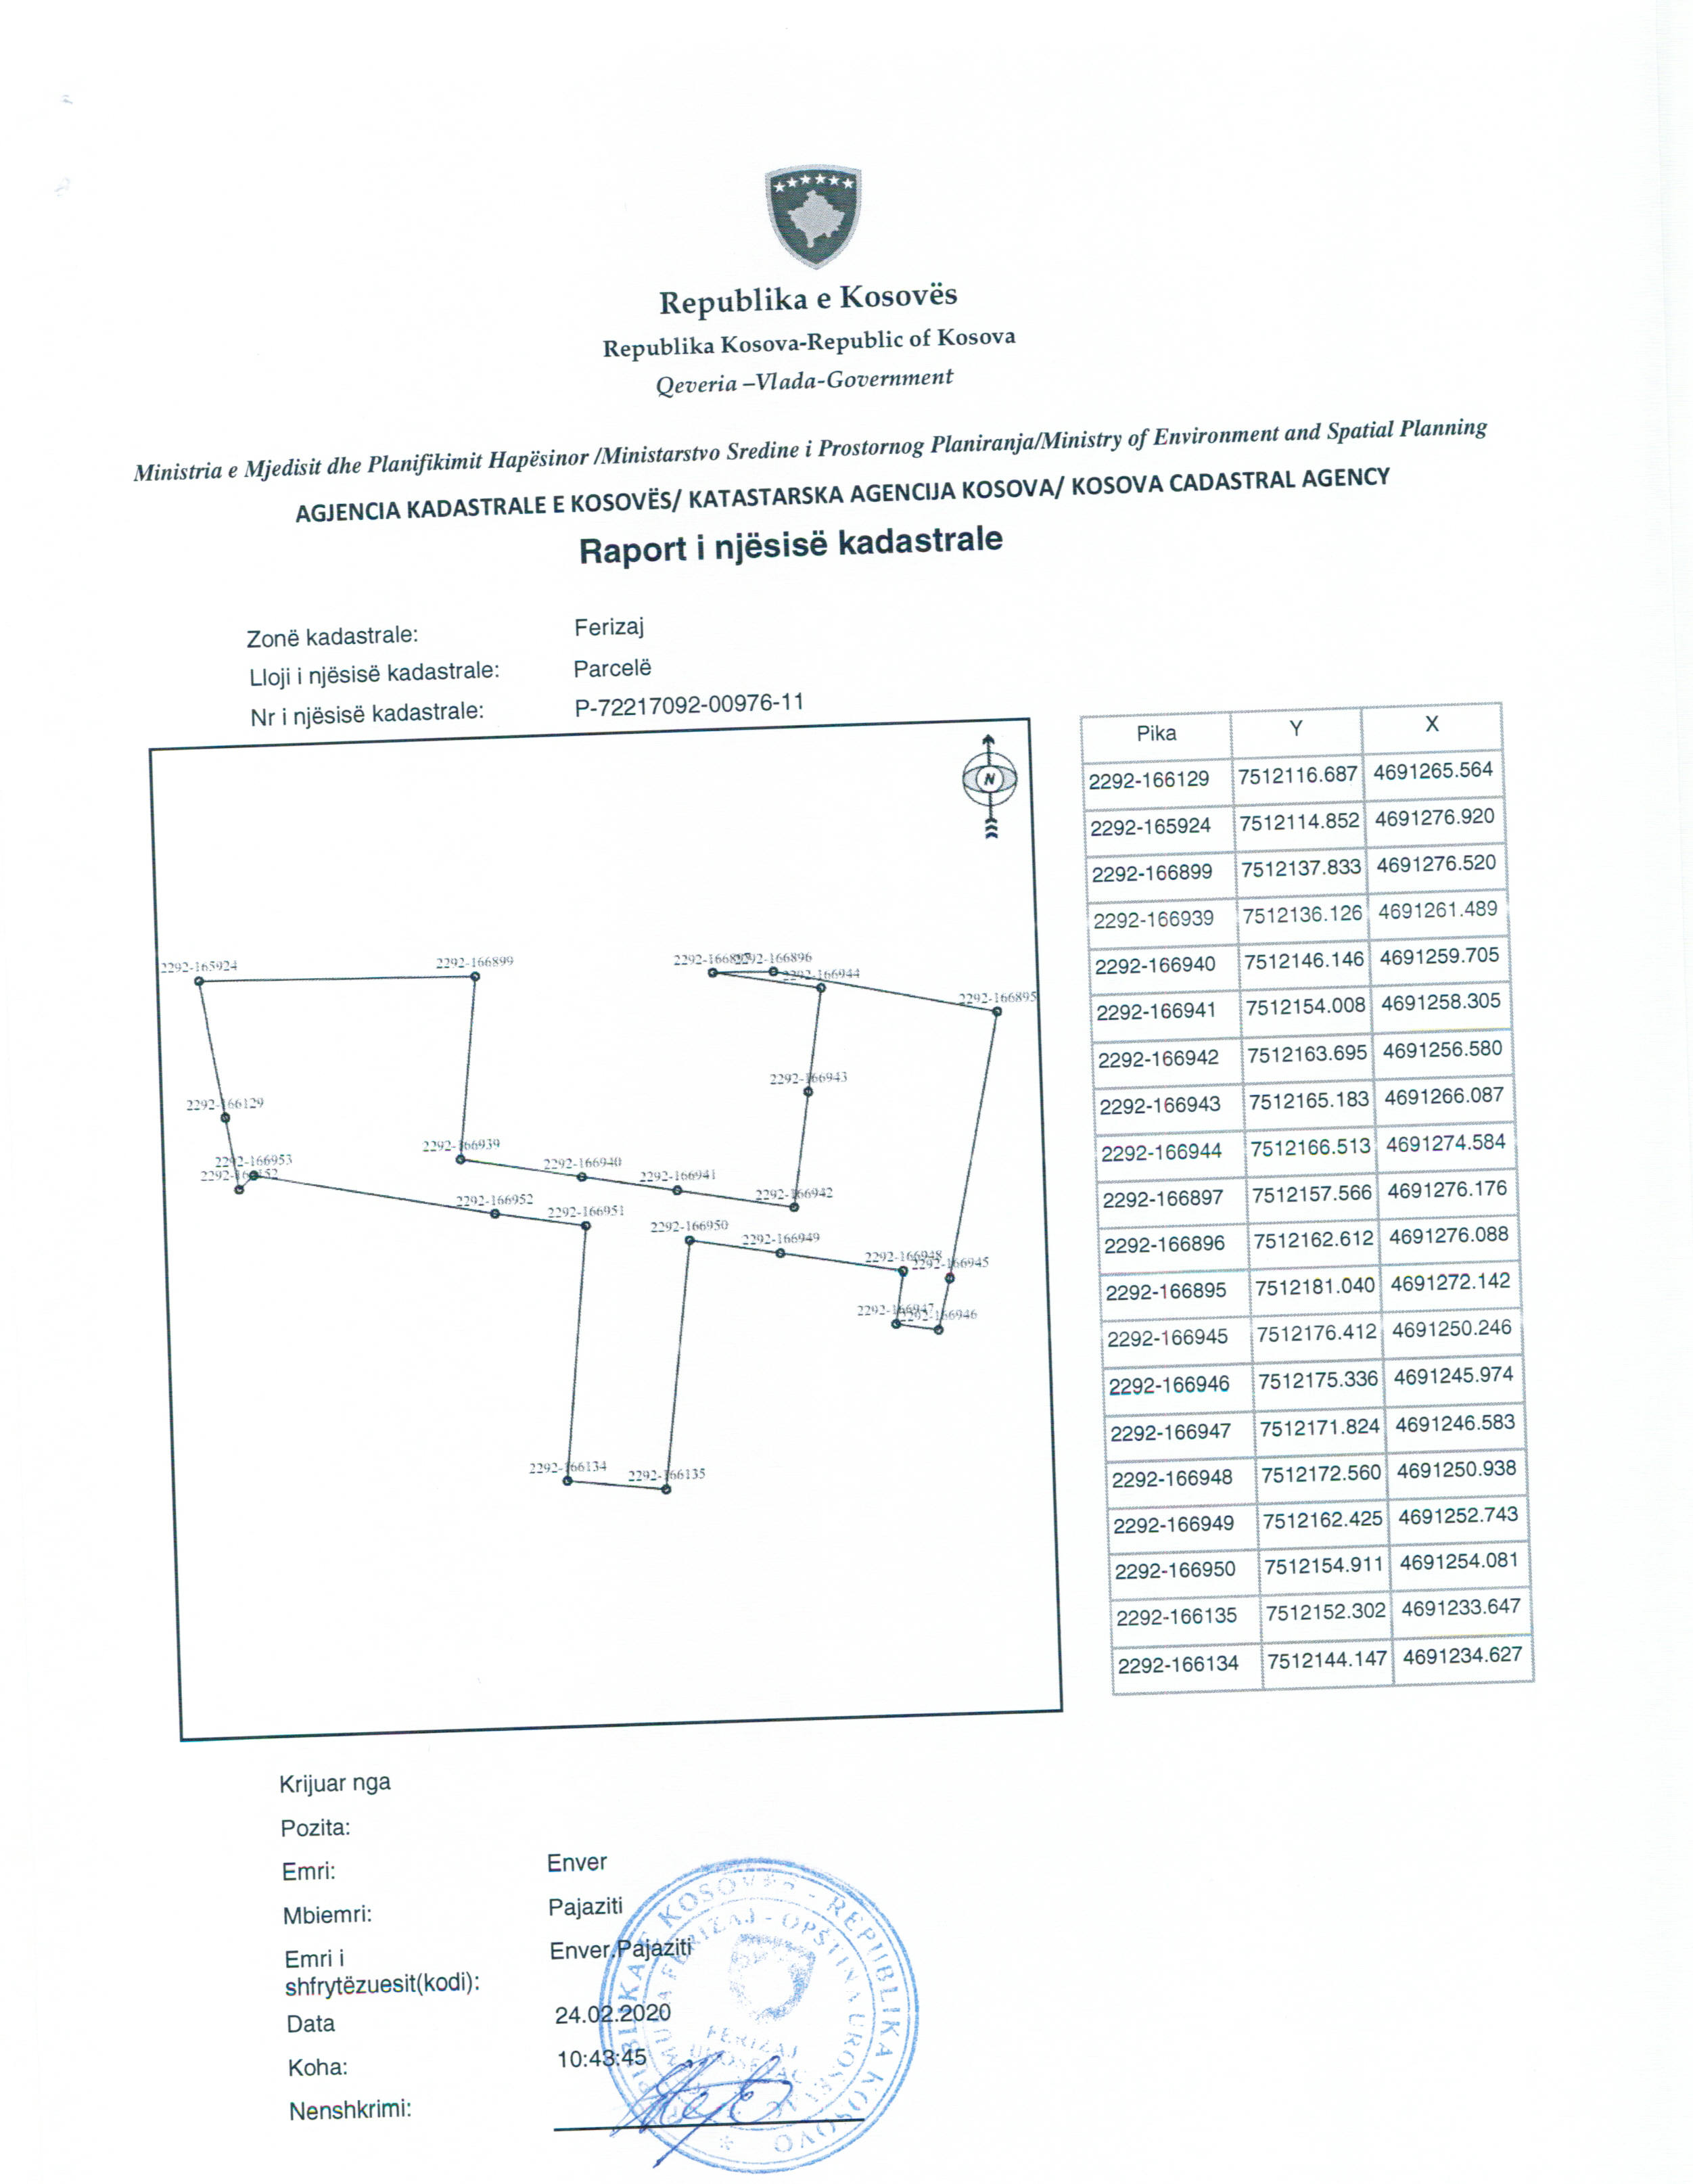 Republika e Kosovës
Republika Kosova-Republic of Kosova
Qeveria –Vlada-Government
Ministria e Mjedisit dhe Planifikimit Hapësinor /Ministarstvo Sredine i Prostornog Planiranja/Ministry of Environment and Spatial Planning
AGJENCIA KADASTRALE E KOSOVËS/ KATASTARSKA AGENCIJA KOSOVA/ KOSOVA CADASTRAL AGENCY
Raport i njësisë kadastrale
Zonë kadastrale: Ferizaj
Lloji i njësisë kadastrale: Parcelë
Nr i njësisë kadastrale: P-72217092-00976-11
N
2292-165924
2292-166899
2292-166896
2292-166944
2292-166895
2292-166943
2292-166129
2292-166939
2292-166953
2292-166940
2292-166941
2292-166942
2292-166952
2292-166951
2292-166950
2292-166949
2292-166948
2292-166945
2292-166947
2292-166946
2292-166134
2292-166135
Pika Y X
2292-166129 7512116.687 4691265.564
2292-165924 7512114.852 4691276.920
2292-166899 7512137.833 4691276.520
2292-166939 7512136.126 4691261.489
2292-166940 7512146.146 4691259.705
2292-166941 7512154.008 4691258.305
2292-166942 7512163.695 4691256.580
2292-166943 7512165.183 4691266.087
2292-166944 7512166.513 4691274.584
2292-166897 7512157.566 4691276.176
2292-166896 7512162.612 4691276.088
2292-166895 7512181.040 4691272.142
2292-166945 7512176.412 4691250.246
2292-166946 7512175.336 4691245.974
2292-166947 7512171.824 4691246.583
2292-166948 7512172.560 4691250.938
2292-166949 7512162.425 4691252.743
2292-166950 7512154.911 4691254.081
2292-166135 7512152.302 4691233.647
2292-166134 7512144.147 4691234.627
Krijuar nga
Pozita:
Emri: Enver
Mbiemri: Pajaziti
Emri i
shfrytëzuesit(kodi): Enver.Pajaziti
Data 24.02.2020
Koha: 10:43:45
Nenshkrimi:
REPUBLIKA KOSOVO
FERIZAJ - OPŠTINA UROŠEVAC
FERIZAJ